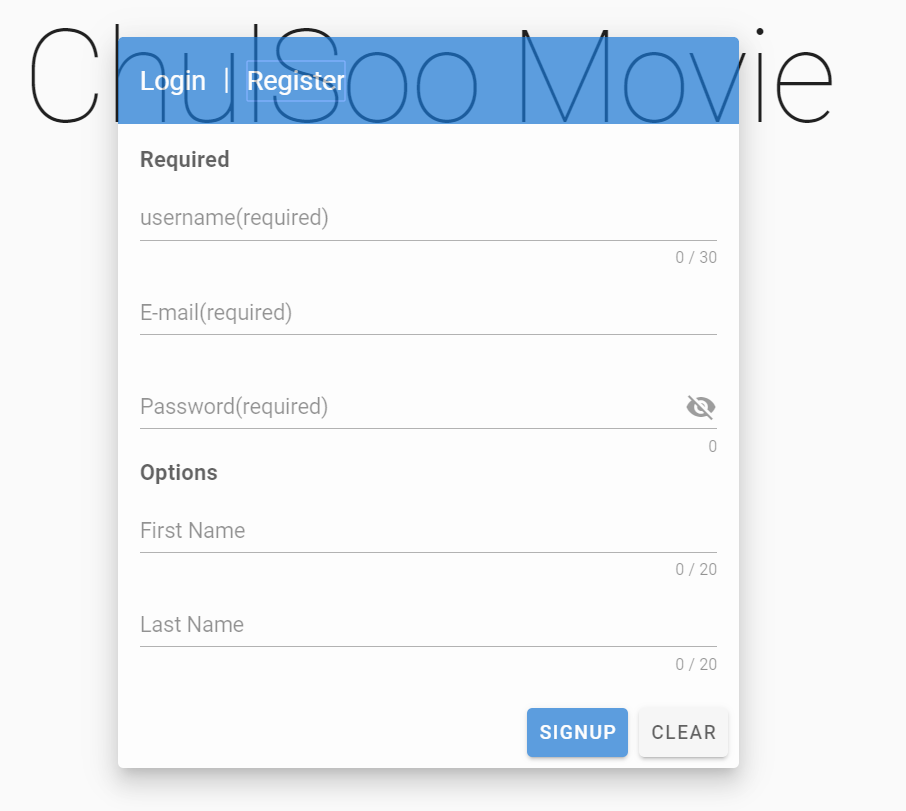 ChulSoo Movie
Login | Register
Required
username(required)
0 / 30
E-mail(required)
Password(required)
0
Options
First Name
0 / 20
Last Name
0 / 20
SIGNUP CLEAR